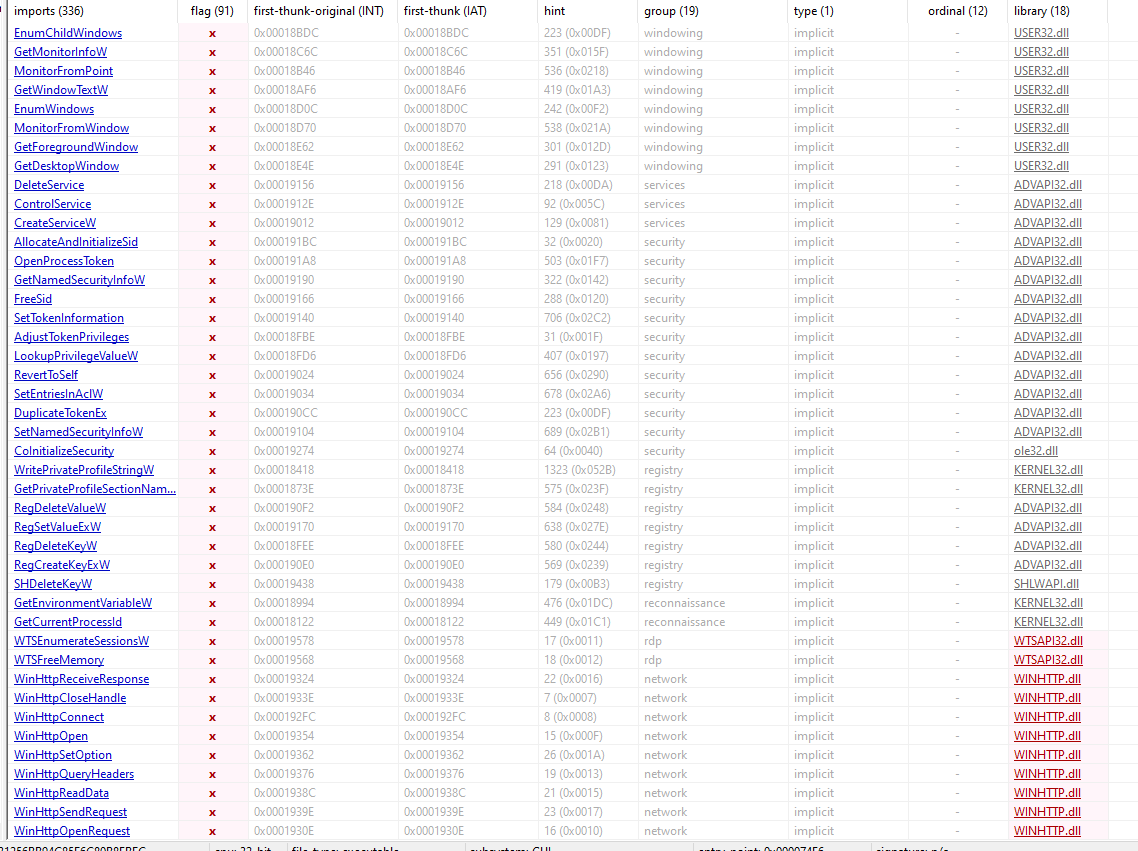 imports (336) flag (91) first-thunk-original (INT) first-thunk (IAT) hint group (19) type (1) ordinal (12) library (18)
EnumChildWindows x 0x00018BDC 0x00018BDC 223 (0x00DF) windowing implicit - USER32.dll
GetMonitorInfoW x 0x00018C6C 0x00018C6C 351 (0x015F) windowing implicit - USER32.dll
MonitorFromPoint x 0x00018B46 0x00018B46 536 (0x0218) windowing implicit - USER32.dll
GetWindowTextW x 0x00018AF6 0x00018AF6 419 (0x01A3) windowing implicit - USER32.dll
EnumWindows x 0x00018D0C 0x00018D0C 242 (0x00F2) windowing implicit - USER32.dll
MonitorFromWindow x 0x00018D70 0x00018D70 538 (0x021A) windowing implicit - USER32.dll
GetForegroundWindow x 0x00018E62 0x00018E62 301 (0x012D) windowing implicit - USER32.dll
GetDesktopWindow x 0x00018E4E 0x00018E4E 291 (0x0123) windowing implicit - USER32.dll
DeleteService x 0x00019156 0x00019156 218 (0x00DA) services implicit - ADVAPI32.dll
ControlService x 0x0001912E 0x0001912E 92 (0x005C) services implicit - ADVAPI32.dll
CreateServiceW x 0x00019012 0x00019012 129 (0x0081) services implicit - ADVAPI32.dll
AllocateAndInitializeSid x 0x000191BC 0x000191BC 32 (0x0020) security implicit - ADVAPI32.dll
OpenProcessToken x 0x000191A8 0x000191A8 503 (0x01F7) security implicit - ADVAPI32.dll
GetNamedSecurityInfoW x 0x00019190 0x00019190 322 (0x0142) security implicit - ADVAPI32.dll
FreeSid x 0x00019166 0x00019166 288 (0x0120) security implicit - ADVAPI32.dll
SetTokenInformation x 0x00019140 0x00019140 706 (0x02C2) security implicit - ADVAPI32.dll
AdjustTokenPrivileges x 0x00018FBE 0x00018FBE 31 (0x001F) security implicit - ADVAPI32.dll
LookupPrivilegeValueW x 0x00018FD6 0x00018FD6 407 (0x0197) security implicit - ADVAPI32.dll
RevertToSelf x 0x00019024 0x00019024 656 (0x0290) security implicit - ADVAPI32.dll
SetEntriesInAclW x 0x00019034 0x00019034 678 (0x02A6) security implicit - ADVAPI32.dll
DuplicateTokenEx x 0x000190CC 0x000190CC 223 (0x00DF) security implicit - ADVAPI32.dll
SetNamedSecurityInfoW x 0x00019104 0x00019104 689 (0x02B1) security implicit - ADVAPI32.dll
CoInitializeSecurity x 0x00019274 0x00019274 64 (0x0040) security implicit - ole32.dll
WritePrivateProfileStringW x 0x00018418 0x00018418 1323 (0x052B) registry implicit - KERNEL32.dll
GetPrivateProfileSectionNam... x 0x0001873E 0x0001873E 575 (0x023F) registry implicit - KERNEL32.dll
RegDeleteValueW x 0x000190F2 0x000190F2 584 (0x0248) registry implicit - ADVAPI32.dll
RegSetValueExW x 0x00019170 0x00019170 638 (0x027E) registry implicit - ADVAPI32.dll
RegDeleteKeyW x 0x00018FEE 0x00018FEE 580 (0x0244) registry implicit - ADVAPI32.dll
RegCreateKeyExW x 0x000190E0 0x000190E0 569 (0x0239) registry implicit - ADVAPI32.dll
SHDeleteKeyW x 0x00019438 0x00019438 179 (0x00B3) registry implicit - SHLWAPI.dll
GetEnvironmentVariableW x 0x00018994 0x00018994 476 (0x01DC) reconnaissance implicit - KERNEL32.dll
GetCurrentProcessId x 0x00018122 0x00018122 449 (0x01C1) reconnaissance implicit - KERNEL32.dll
WTSEnumerateSessionsW x 0x00019578 0x00019578 17 (0x0011) rdp implicit - WTSAPI32.dll
WTSFreeMemory x 0x00019568 0x00019568 18 (0x0012) rdp implicit - WTSAPI32.dll
WinHttpReceiveResponse x 0x00019324 0x00019324 22 (0x0016) network implicit - WINHTTP.dll
WinHttpCloseHandle x 0x0001933E 0x0001933E 7 (0x0007) network implicit - WINHTTP.dll
WinHttpConnect x 0x000192FC 0x000192FC 8 (0x0008) network implicit - WINHTTP.dll
WinHttpOpen x 0x00019354 0x00019354 15 (0x000F) network implicit - WINHTTP.dll
WinHttpSetOption x 0x00019362 0x00019362 26 (0x001A) network implicit - WINHTTP.dll
WinHttpQueryHeaders x 0x00019376 0x00019376 19 (0x0013) network implicit - WINHTTP.dll
WinHttpReadData x 0x0001938C 0x0001938C 21 (0x0015) network implicit - WINHTTP.dll
WinHttpSendRequest x 0x0001939E 0x0001939E 23 (0x0017) network implicit - WINHTTP.dll
WinHttpOpenRequest x 0x0001930E 0x0001930E 16 (0x0010) network implicit - WINHTTP.dll